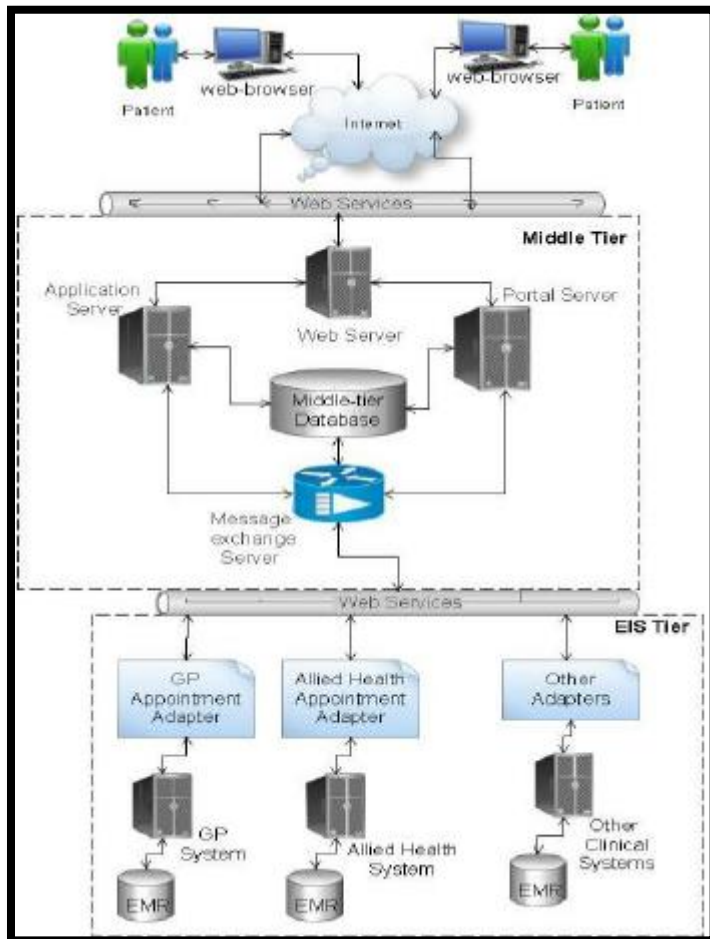 Patient
web-browser
web-browser
Patient
Internet
Web Services
Middle Tier
Application
Server
Web Server
Portal Server
Middle-tier
Database
Message
exchange
Server
Web Services
EIS Tier
GP
Appointment
Adapter
Allied Health
Appointment
Adapter
Other
Adapters
GP
System
Allied Health
System
Other
Clinical
Systems
EMR
EMR
EMR